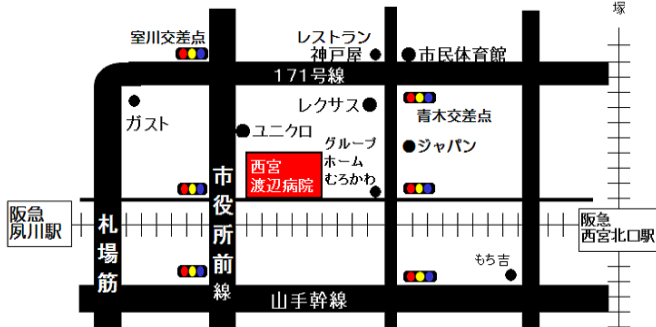 塚
室川交差点
レストラン
神戸屋
市民体育館
171号線
レクサス
青木交差点
ガスト
ユニクロ
グループ
ホーム
むろかわ
ジャパン
西宮
渡辺病院
市役所前線
札場筋
阪急
夙川駅
阪急
西宮北口駅
もち吉
山手幹線